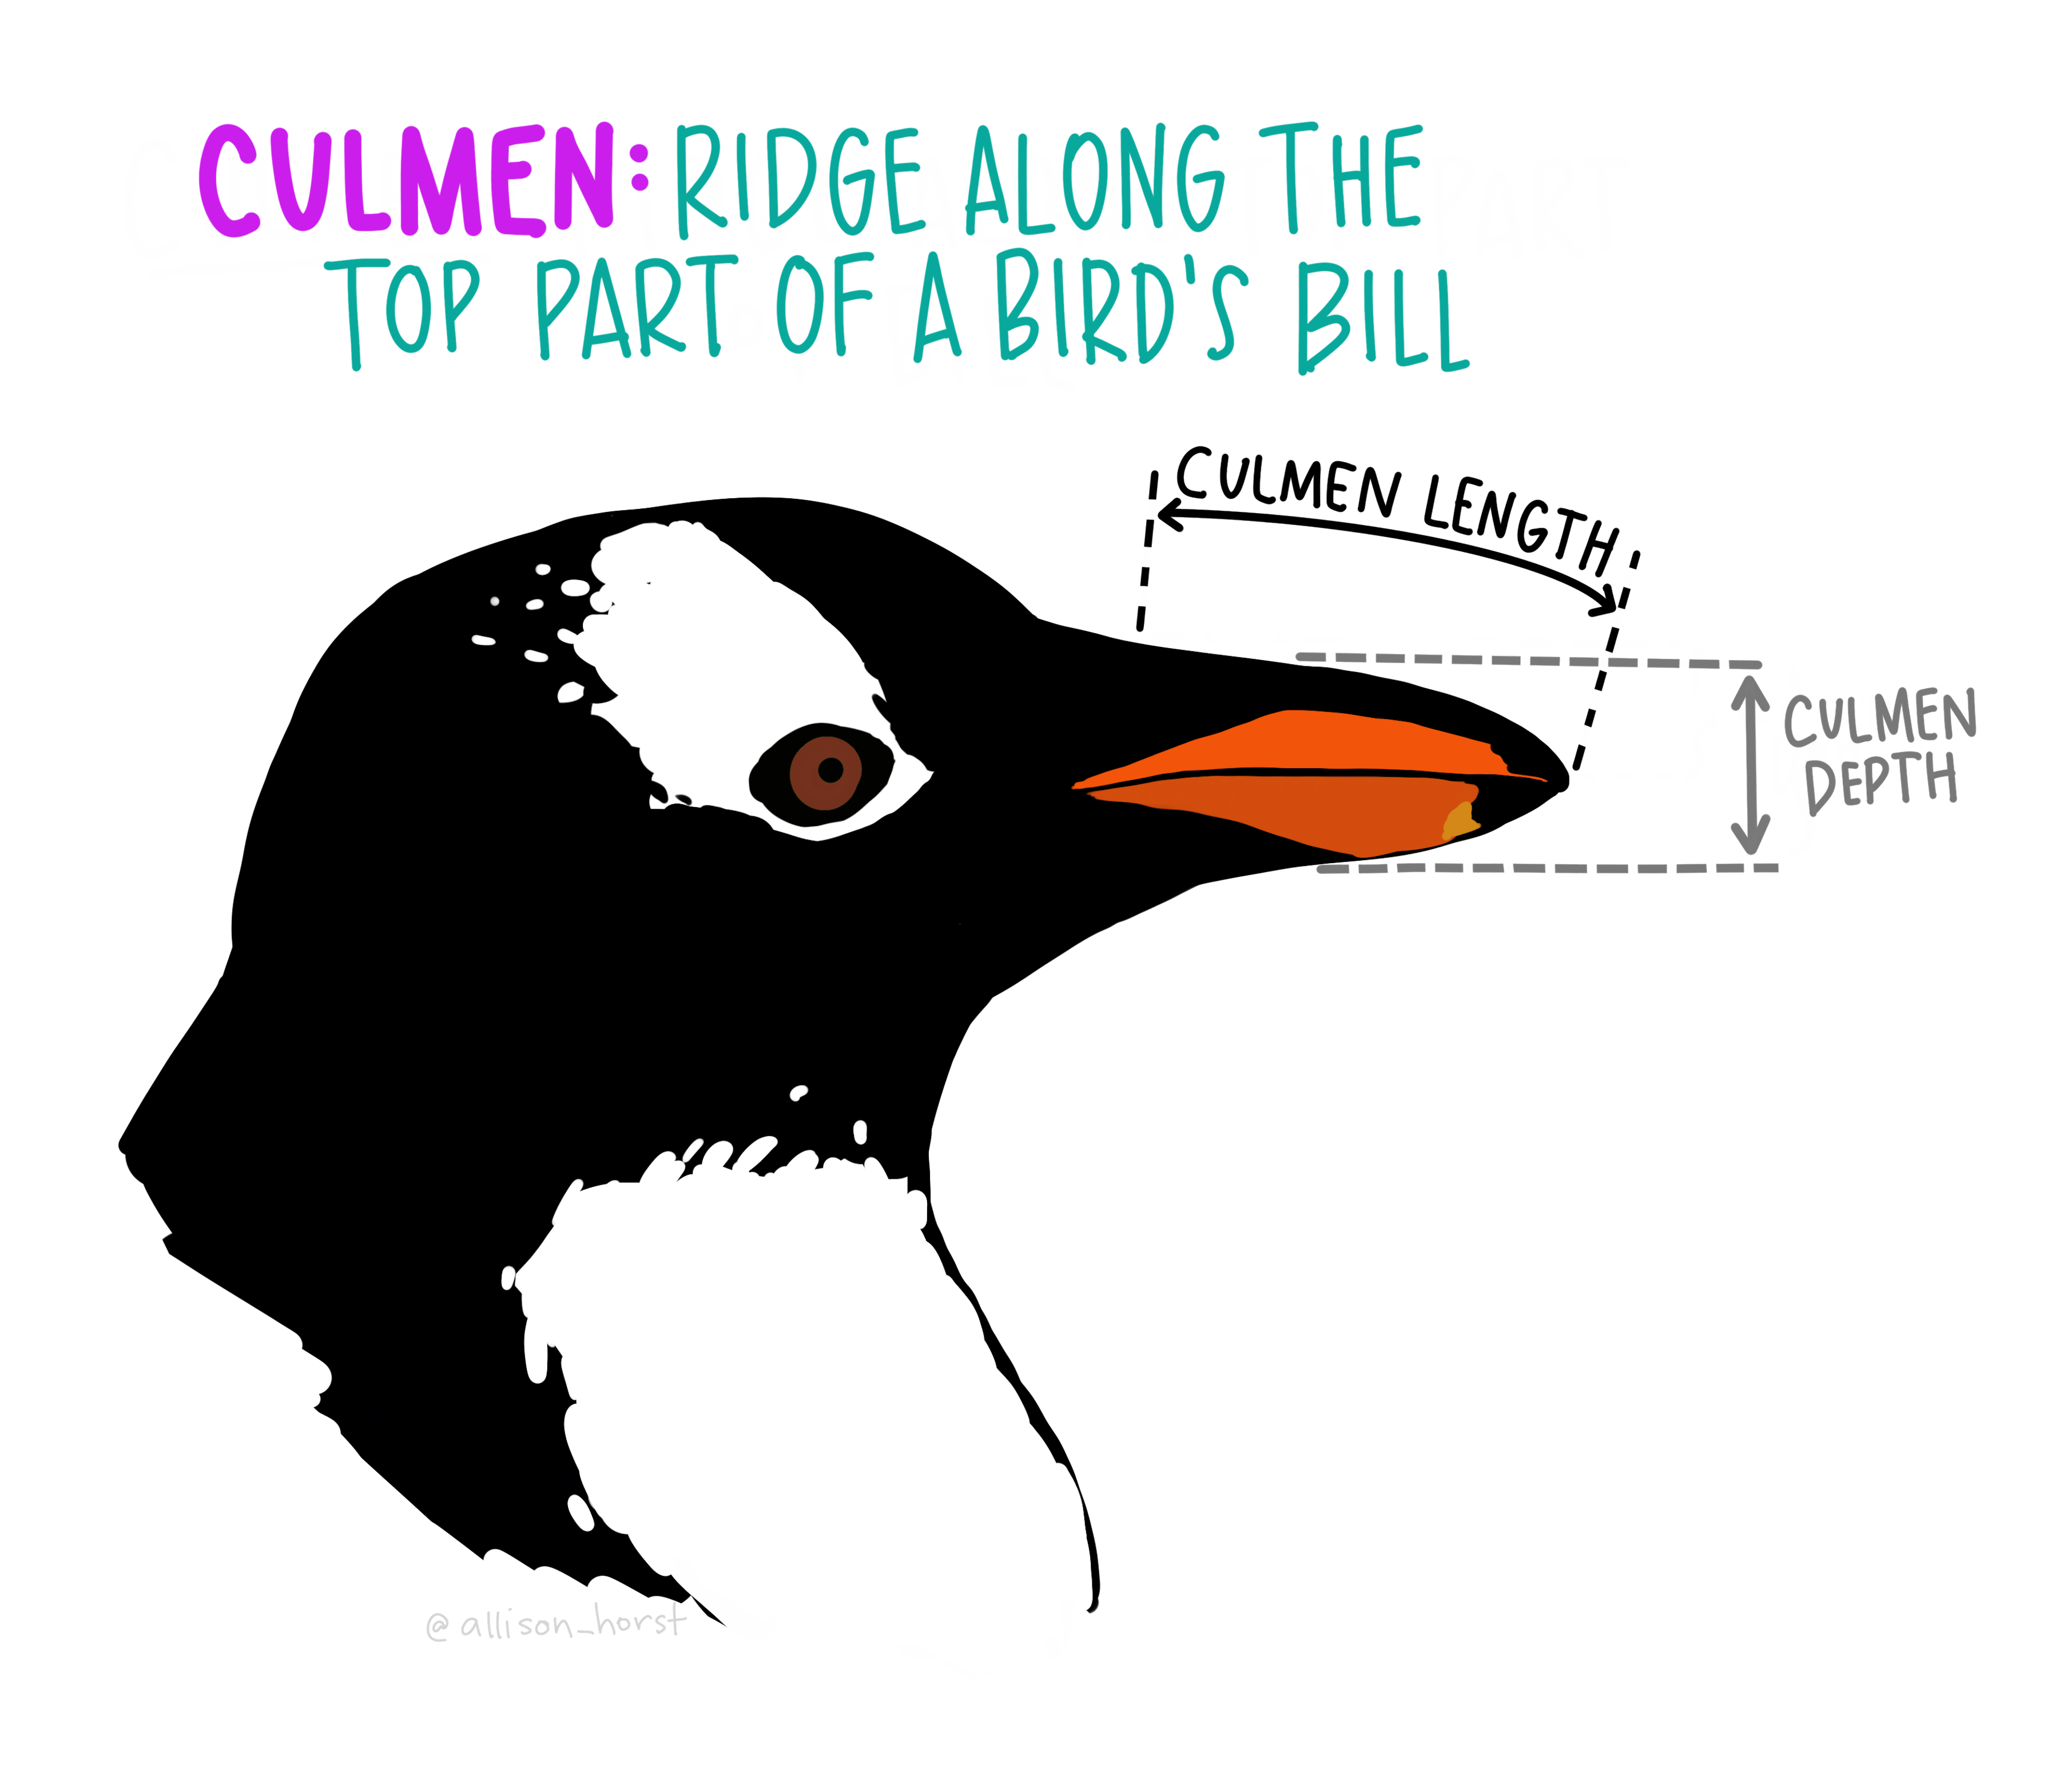 CULMEN: RIDGE ALONG THE
TOP PART OF A BIRD'S BILL
CULMEN LENGTH
CULMEN
DEPTH
@allison_horst